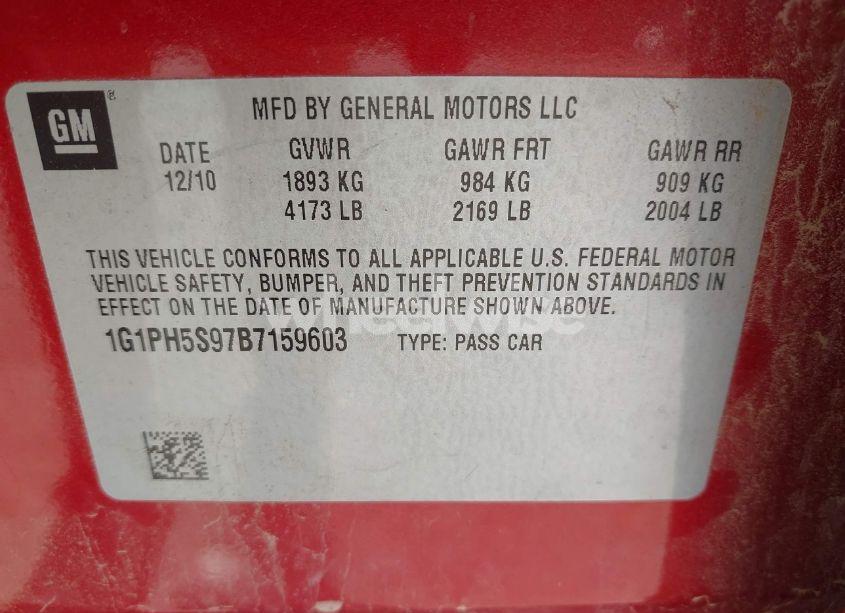 GM®
MFD BY GENERAL MOTORS LLC
DATE GVWR GAWR FRT GAWR RR
12/10 1893 KG 984 KG 909 KG
4173 LB 2169 LB 2004 LB
THIS VEHICLE CONFORMS TO ALL APPLICABLE U.S. FEDERAL MOTOR
VEHICLE SAFETY, BUMPER, AND THEFT PREVENTION STANDARDS IN
EFFECT ON THE DATE OF MANUFACTURE SHOWN ABOVE.
1G1PH5S97B7159603 TYPE: PASS CAR